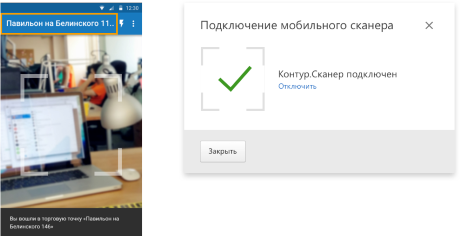 12:30
Павильон на Белинского 11...
Вы вошли в торговую точку «Павильон на
Белинского 146»
Подключение мобильного сканера
Контур.Сканер подключен
Отключить
Закрыть